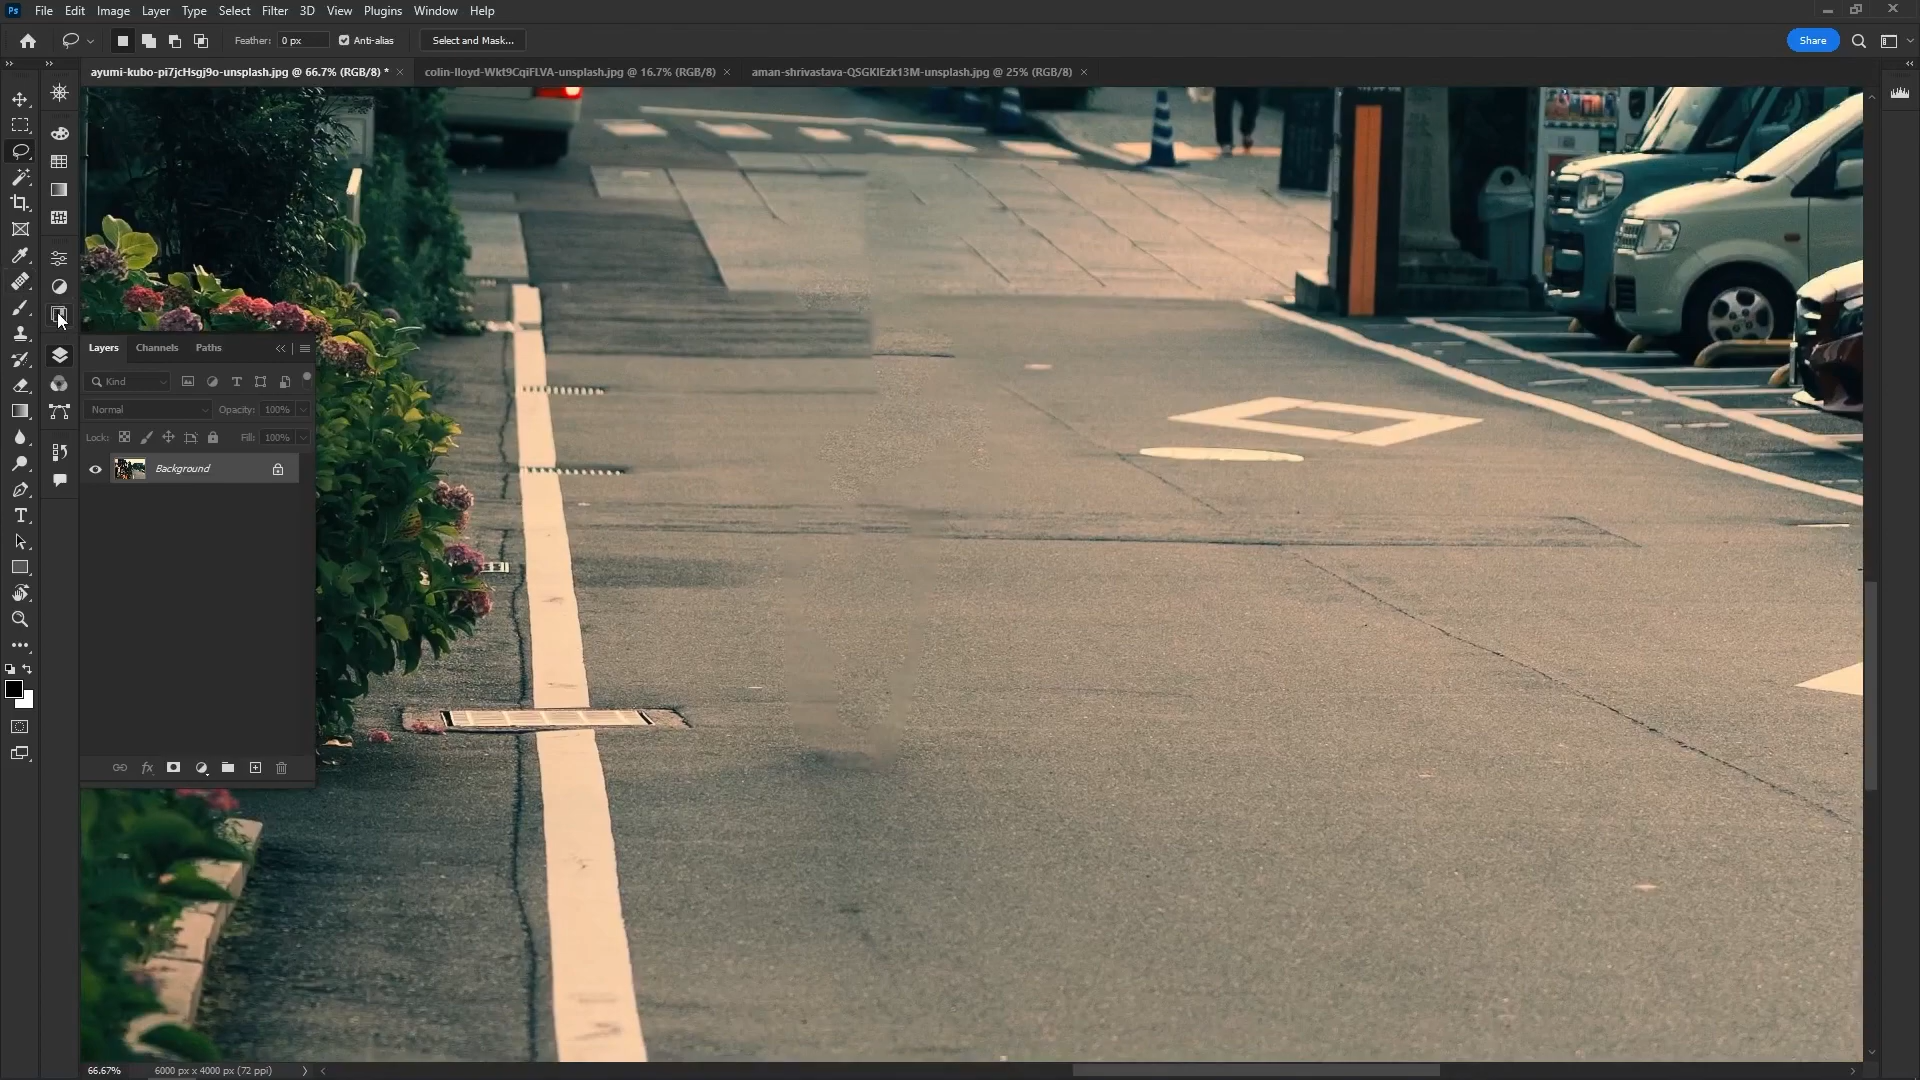 Ps File Edit Image Layer Type Select Filter 3D View Plugins Window Help
Feather: 0 px Anti-alias Select and Mask... Share
ayumi-kubo-pi7jcHsgj9o-unsplash.jpg @ 66.7% (RGB/8) * × colin-lloyd-Wkt9CqiFLVA-unsplash.jpg @ 16.7% (RGB/8) × aman-shrivastava-QSGKlEzk13M-unsplash.jpg @ 25% (RGB/8) ×
Layers Channels Paths
Kind
Normal Opacity: 100%
Lock: Fill: 100%
Background
66.67% 6000 px x 4000 px (72 ppi)